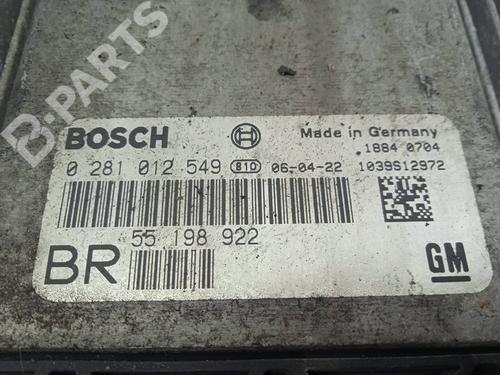 B-PARTS
BOSCH
Made in Germany
1884 0704
0 281 012 549 810 06-04-22 1039S12972
55 198 922
BR
GM